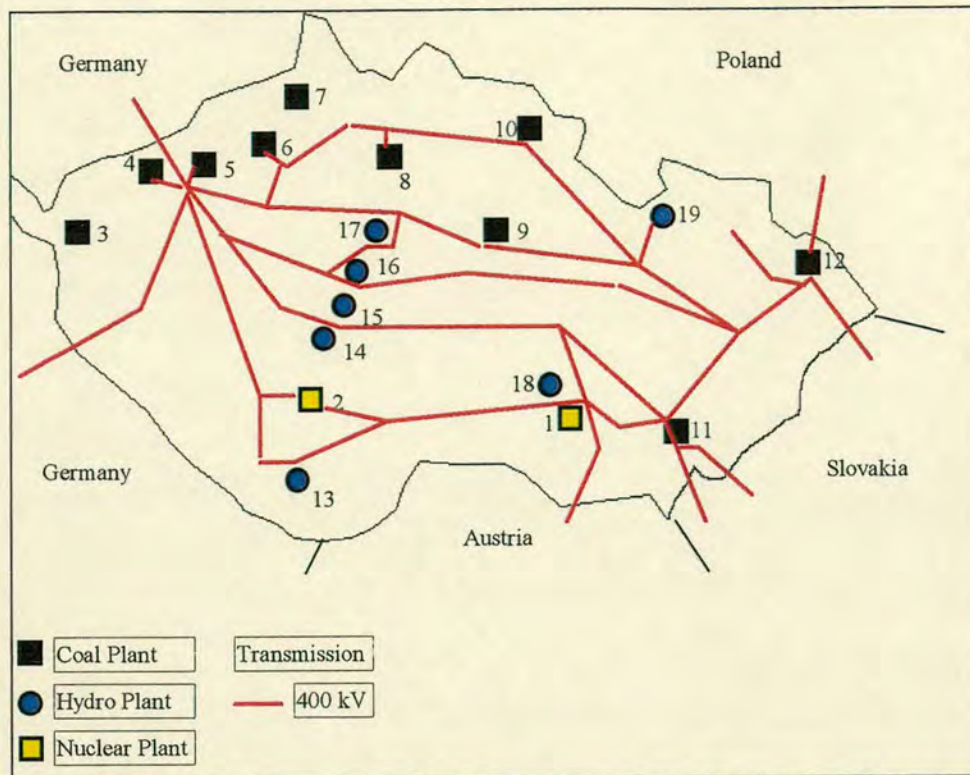 Germany
Poland
7
10
6
4
5
8
19
3
17
9
12
16
15
14
18
2
1
11
Germany
Slovakia
13
Austria
Coal Plant
Transmission
Hydro Plant
400 kV
Nuclear Plant